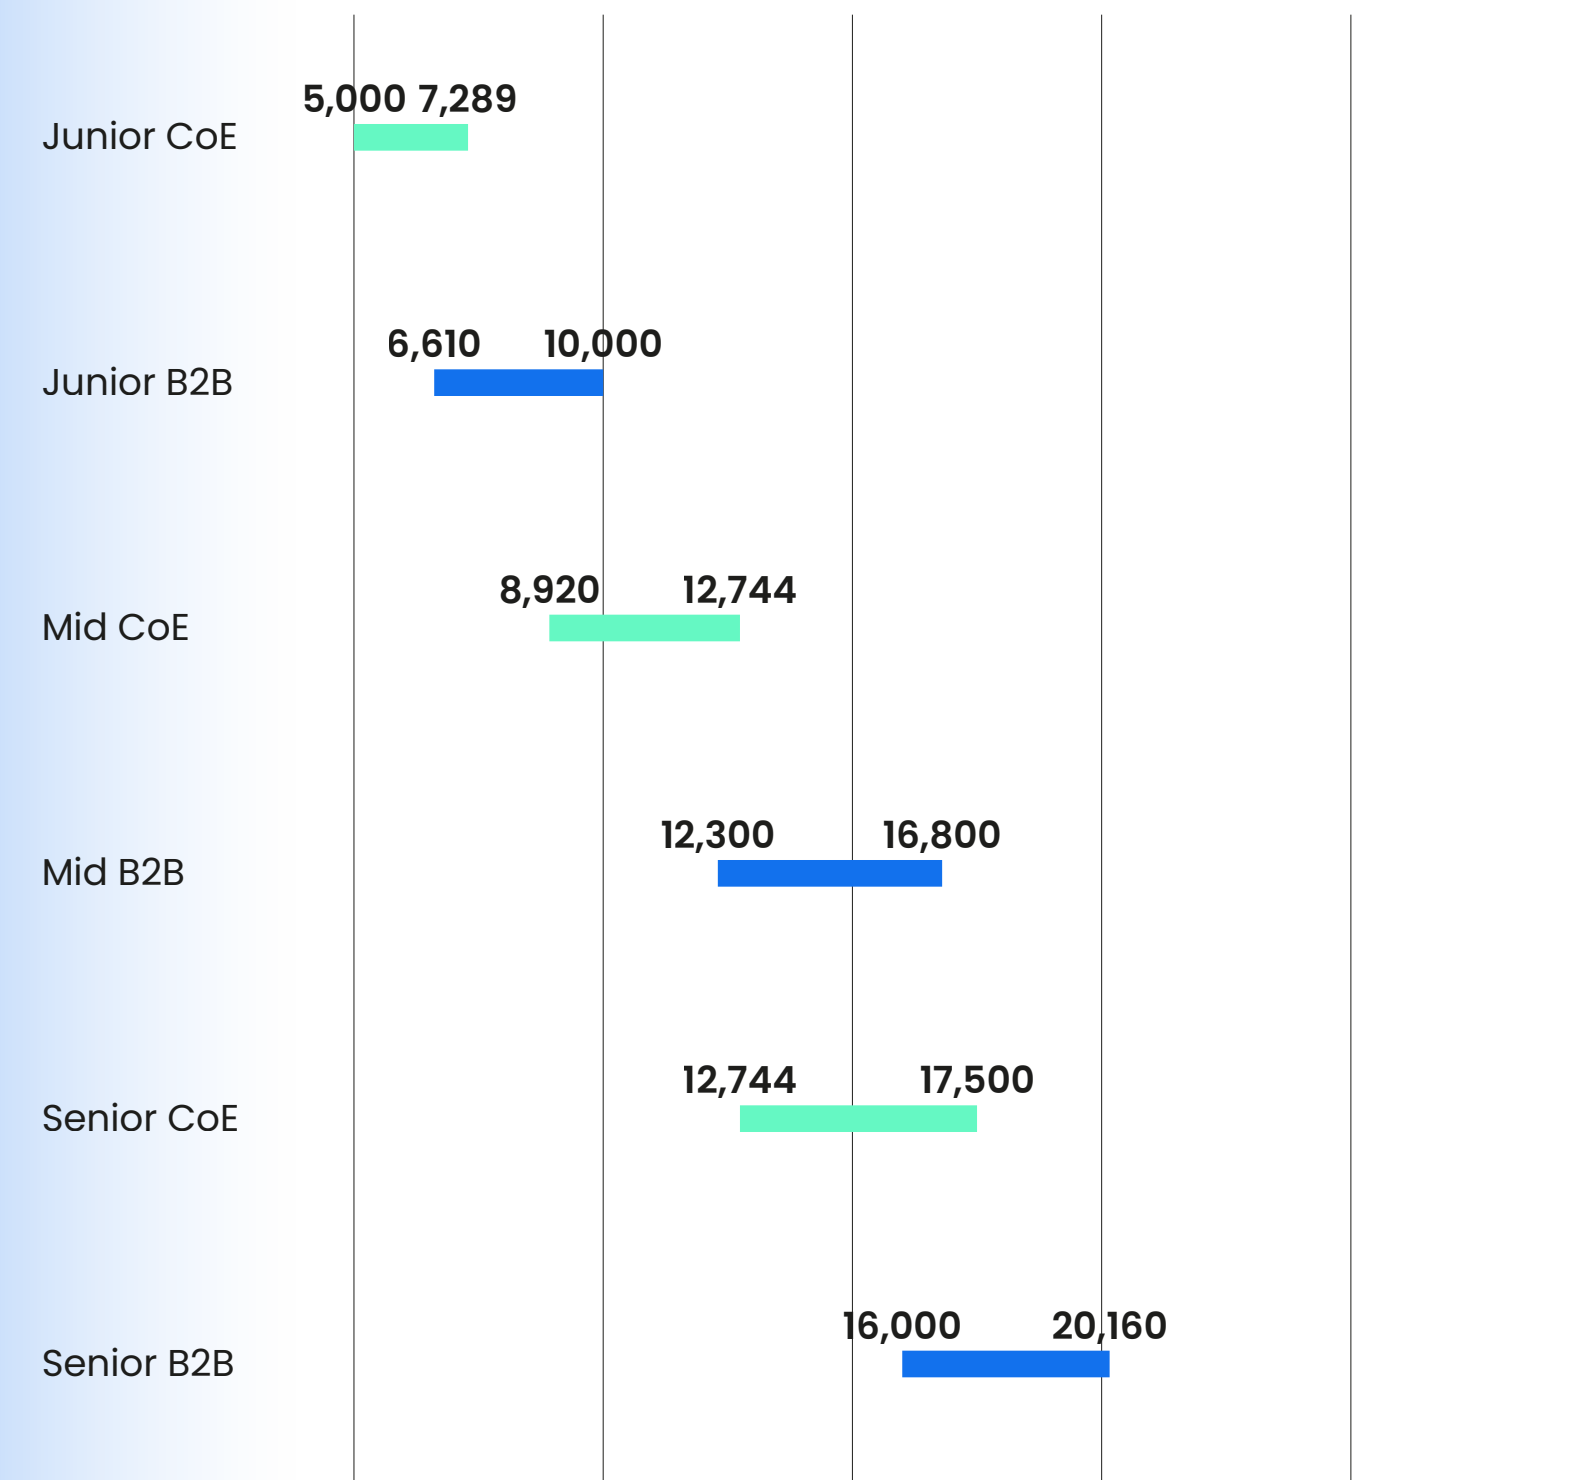 5,000 7,289
Junior CoE
6,610 10,000
Junior B2B
8,920 12,744
Mid CoE
12,300 16,800
Mid B2B
12,744 17,500
Senior CoE
16,000 20,160
Senior B2B